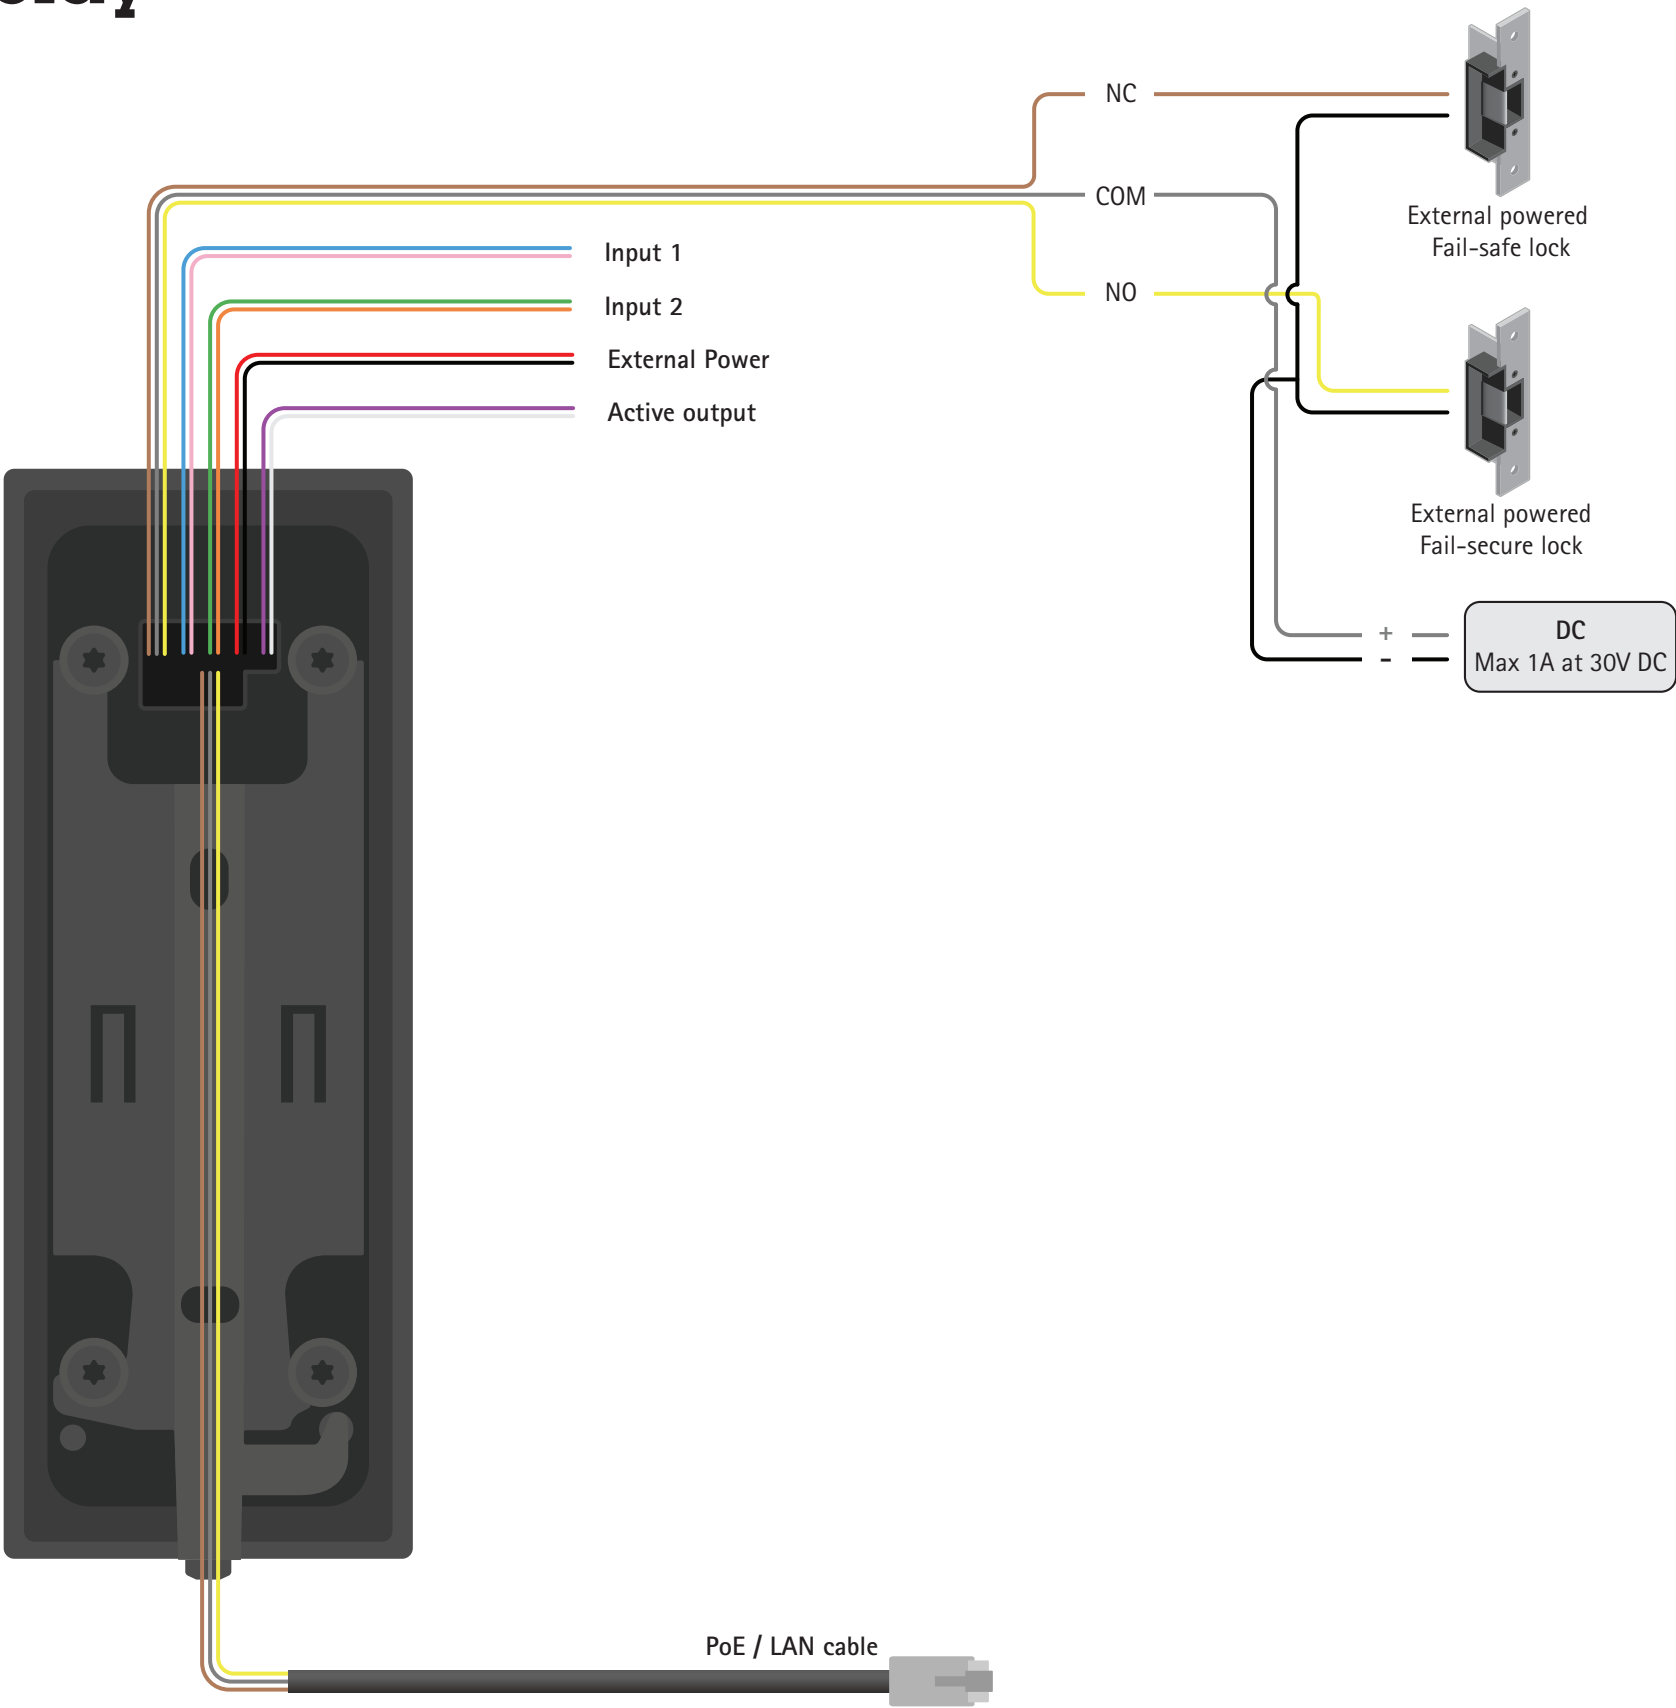 NC
COM
NO
External powered
Fail-safe lock
Input 1
Input 2
External Power
Active output
External powered
Fail-secure lock
+
-
DC
Max 1A at 30V DC
PoE / LAN cable